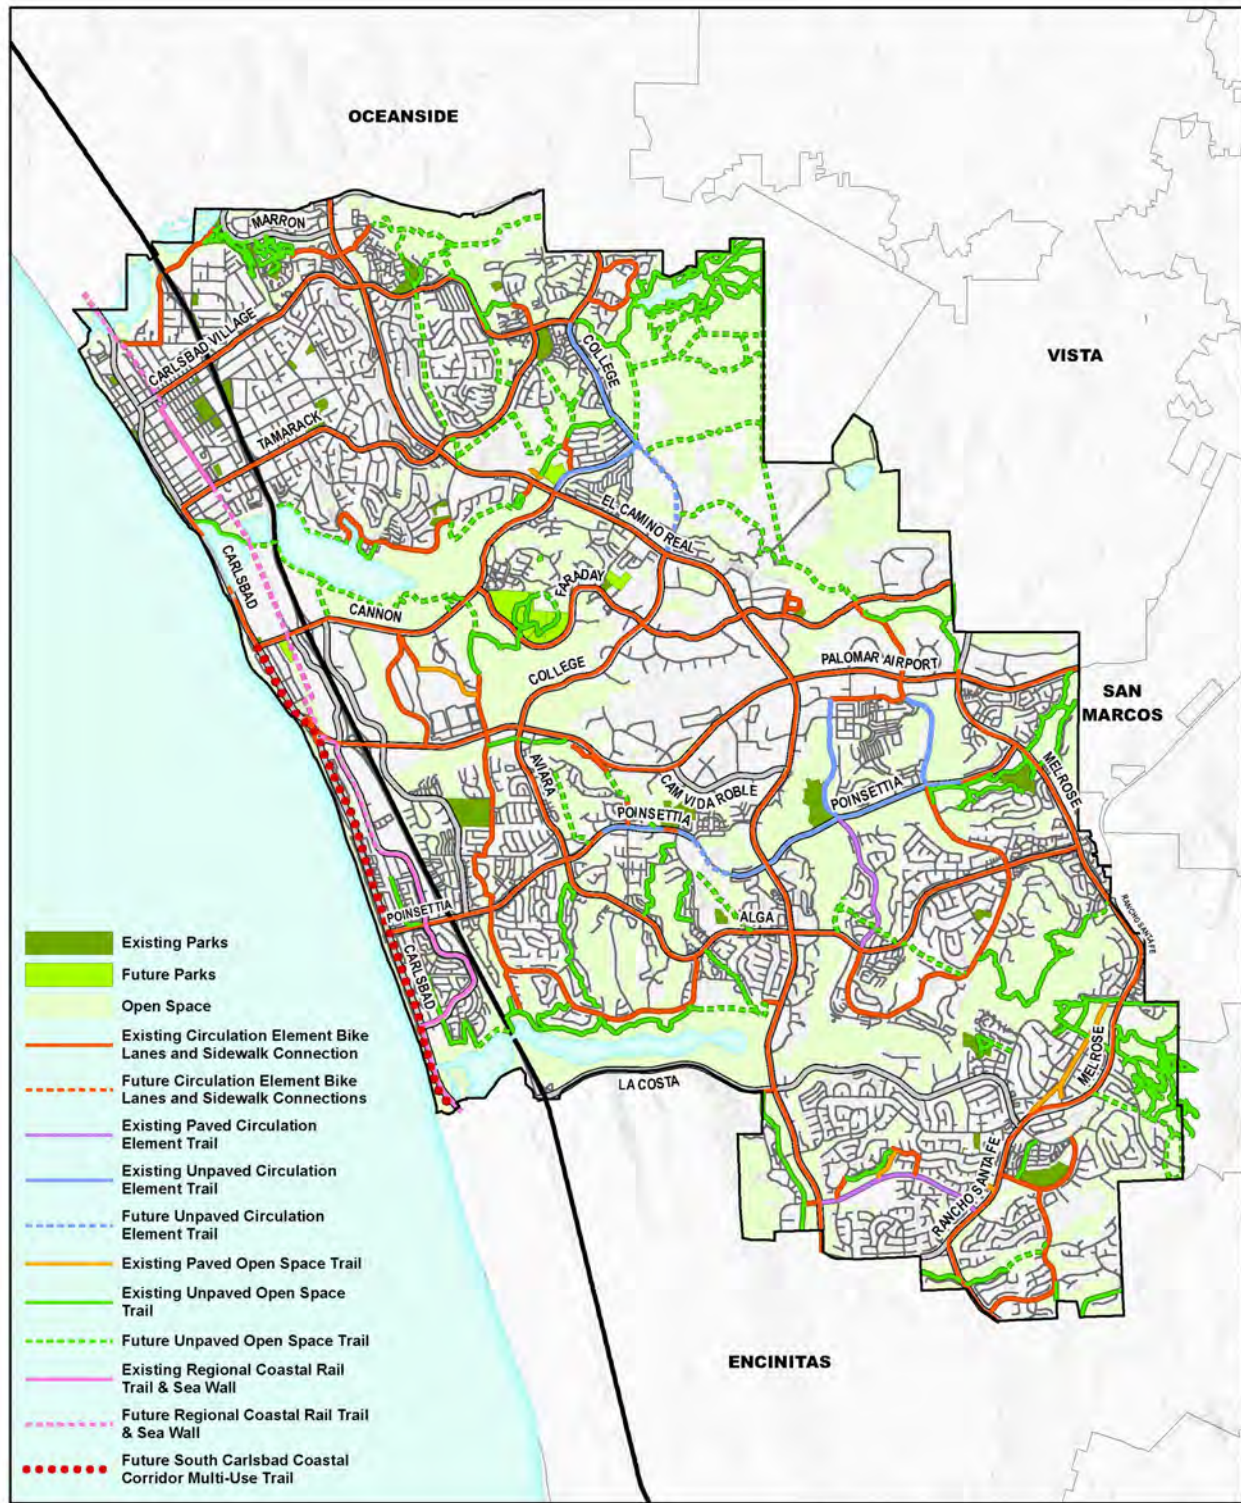 OCEANSIDE
MARRON
CARLSBAD VILLAGE
COLLEGE
VISTA
TAMARACK
EL CAMINO REAL
CARLSBAD
FARADAY
CANNON
COLLEGE
PALOMAR AIRPORT
SAN
MARCOS
MELROSE
AVIARA
CAM VIDA ROBLE
POINSETTIA
POINSETTIA
POINSETTIA
ALGA
RANCHO SANTA FE
CARLSBAD
MELROSE
LA COSTA
RANCHO SANTA FE
ENCINITAS
Existing Parks
Future Parks
Open Space
Existing Circulation Element Bike
Lanes and Sidewalk Connection
Future Circulation Element Bike
Lanes and Sidewalk Connections
Existing Paved Circulation
Element Trail
Existing Unpaved Circulation
Element Trail
Future Unpaved Circulation
Element Trail
Existing Paved Open Space Trail
Existing Unpaved Open Space
Trail
Future Unpaved Open Space Trail
Existing Regional Coastal Rail
Trail & Sea Wall
Future Regional Coastal Rail Trail
& Sea Wall
Future South Carlsbad Coastal
Corridor Multi-Use Trail